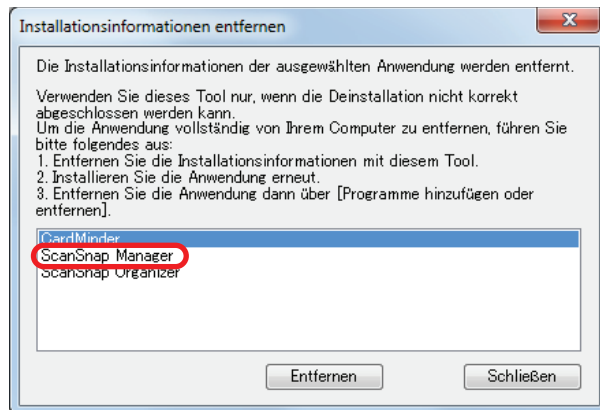 Installationsinformationen entfernen
Die Installationsinformationen der ausgewählten Anwendung werden entfernt.
Verwenden Sie dieses Tool nur, wenn die Deinstallation nicht korrekt
abgeschlossen werden kann.
Um die Anwendung vollständig von Ihrem Computer zu entfernen, führen Sie
bitte folgendes aus:
1. Entfernen Sie die Installationsinformationen mit diesem Tool.
2. Installieren Sie die Anwendung erneut.
3. Entfernen Sie die Anwendung dann über [Programme hinzufügen oder
entfernen].
CardMinder
ScanSnap Manager
ScanSnap Organizer
Entfernen
Schließen